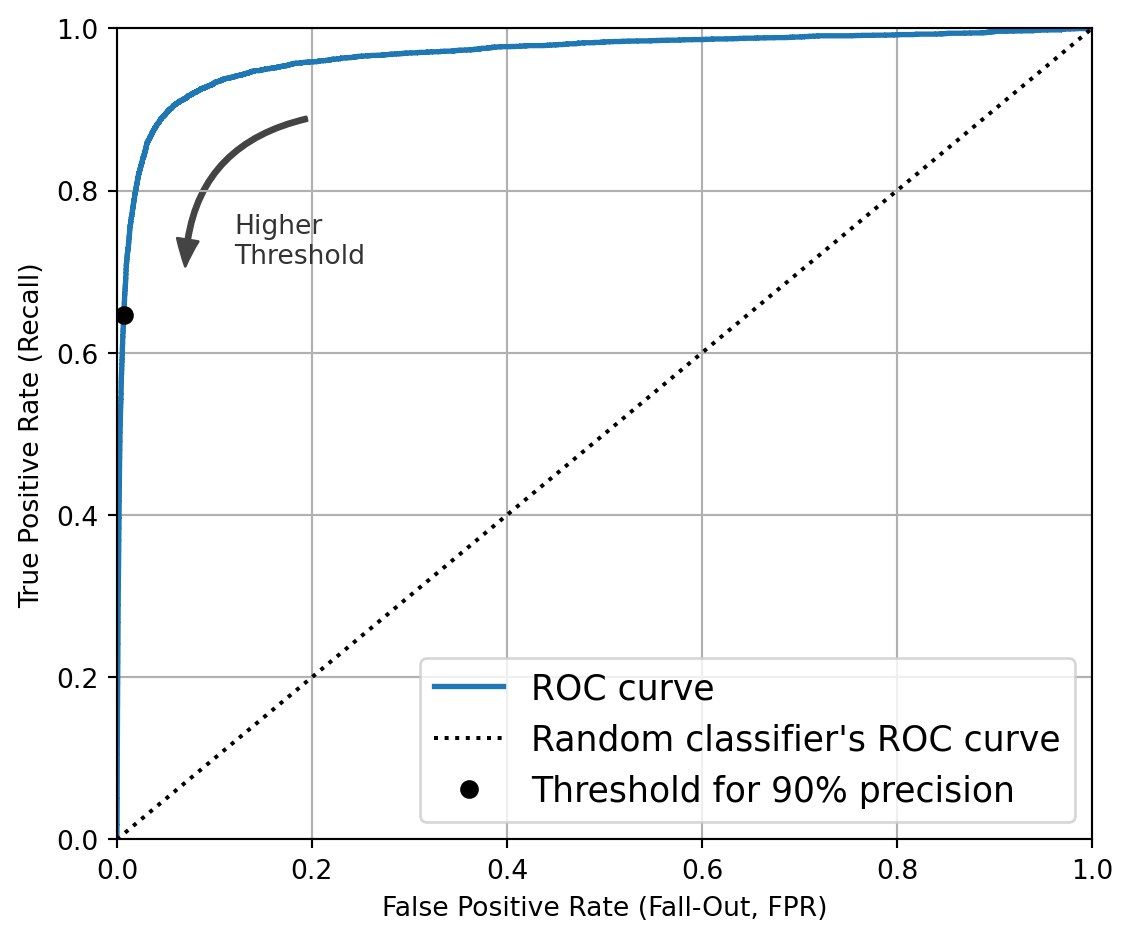 1.0
0.8
0.6
0.4
0.2
0.0
True Positive Rate (Recall)
Higher
Threshold
ROC curve
Random classifier's ROC curve
Threshold for 90% precision
0.0 0.2 0.4 0.6 0.8 1.0
False Positive Rate (Fall-Out, FPR)